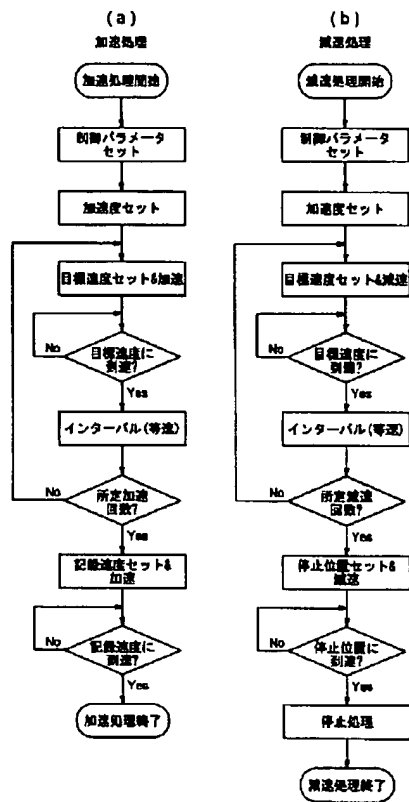 (a)
加速処理
加速処理開始
制御パラメータ
セット
加速度セット
目標速度セット&加速
目標速度に
到達?
No
Yes
インターバル(等速)
所定加速
回数?
No
Yes
記録速度セット&
加速
記録速度に
到達?
No
Yes
加速処理終了
(b)
減速処理
減速処理開始
制御パラメータ
セット
加速度セット
目標速度セット&減速
目標速度に
到達?
No
Yes
インターバル(等速)
所定減速
回数?
No
Yes
停止位置セット&
減速
停止位置に
到達?
No
Yes
停止処理
減速処理終了